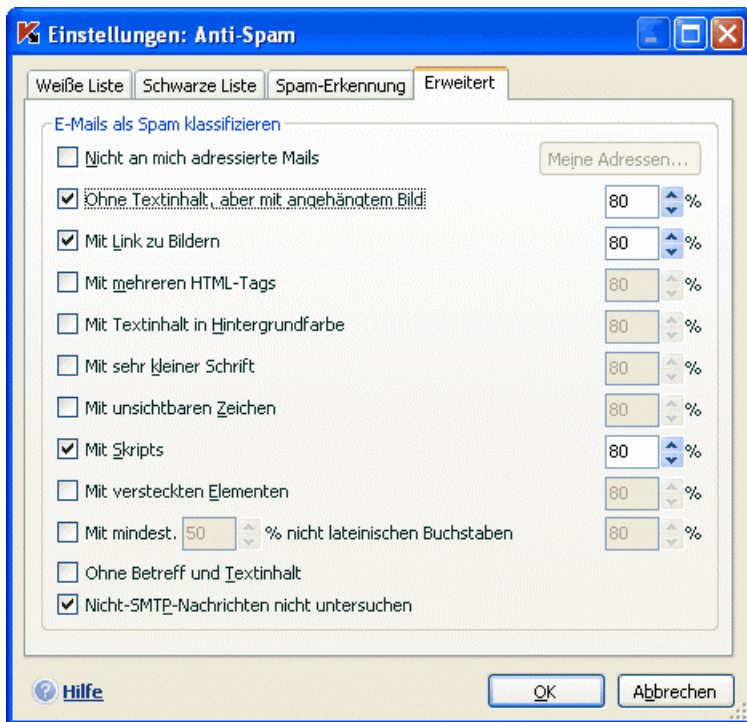 Einstellungen: Anti-Spam
Weiße Liste Schwarze Liste Spam-Erkennung Erweitert
E-Mails als Spam klassifizieren
Nicht an mich adressierte Mails Meine Adressen...
Ohne Textinhalt, aber mit angehängtem Bild 80 %
Mit Link zu Bildern 80 %
Mit mehreren HTML-Tags 80 %
Mit Textinhalt in Hintergrundfarbe 80 %
Mit sehr kleiner Schrift 80 %
Mit unsichtbaren Zeichen 80 %
Mit Skripts 80 %
Mit versteckten Elementen 80 %
Mit mindest. 50 % nicht lateinischen Buchstaben 80 %
Ohne Betreff und Textinhalt
Nicht-SMTP-Nachrichten nicht untersuchen
? Hilfe OK Abbrechen